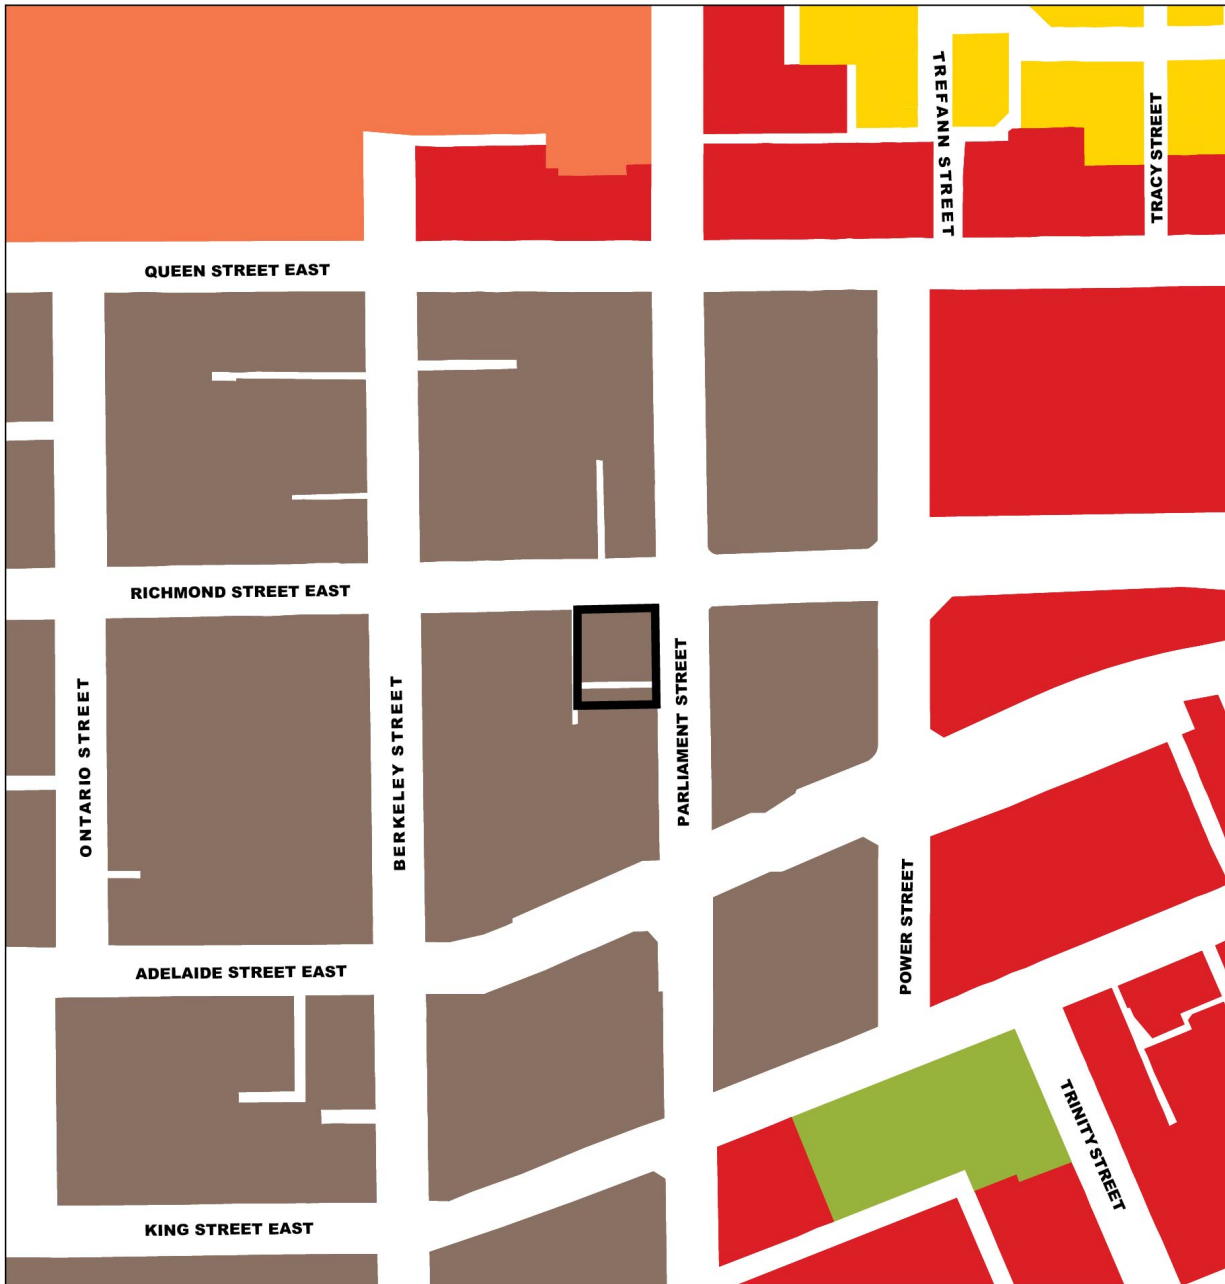 TREFANN STREET
TRACY STREET
QUEEN STREET EAST
RICHMOND STREET EAST
ONTARIO STREET
BERKELEY STREET
PARLIAMENT STREET
POWER STREET
ADELAIDE STREET EAST
TRINITY STREET
KING STREET EAST